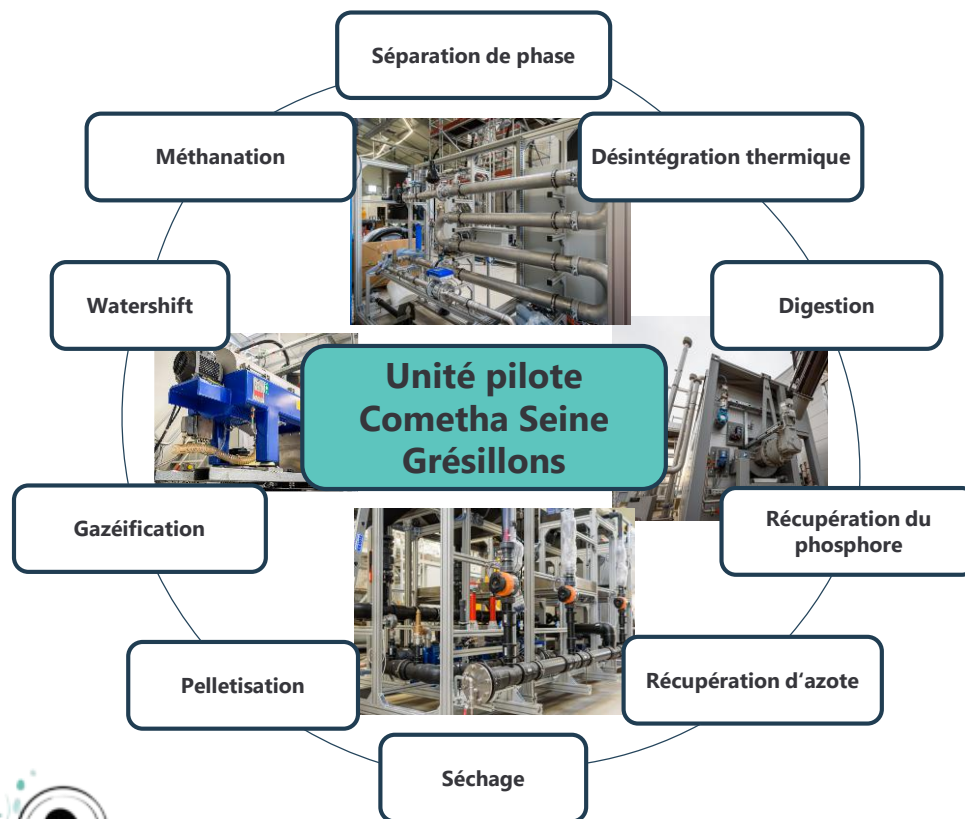 Séparation de phase
Méthanation
Désintégration thermique
Watershift
Digestion
Unité pilote
Cometha Seine
Grésillons
Gazéification
Récupération du
phosphore
Pelletisation
Récupération d’azote
Séchage